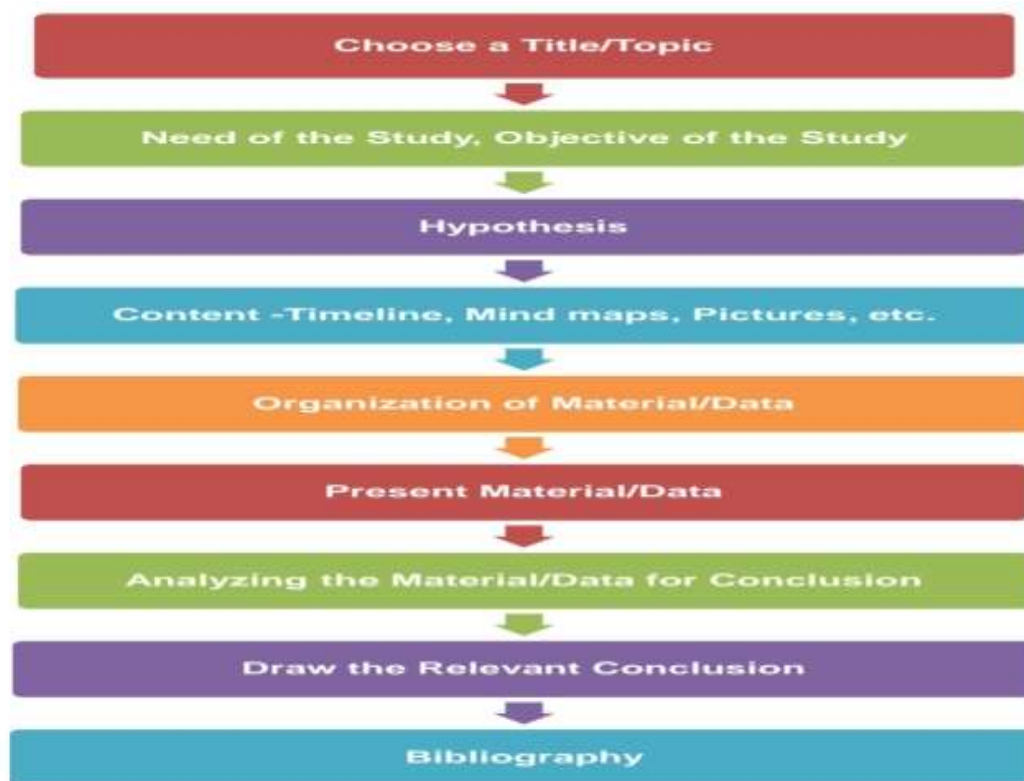 Choose a Title/Topic
Need of the Study, Objective of the Study
Hypothesis
Content -Timeline, Mind maps, Pictures, etc.
Organization of Material/Data
Present Material/Data
Analyzing the Material/Data for Conclusion
Draw the Relevant Conclusion
Bibliography